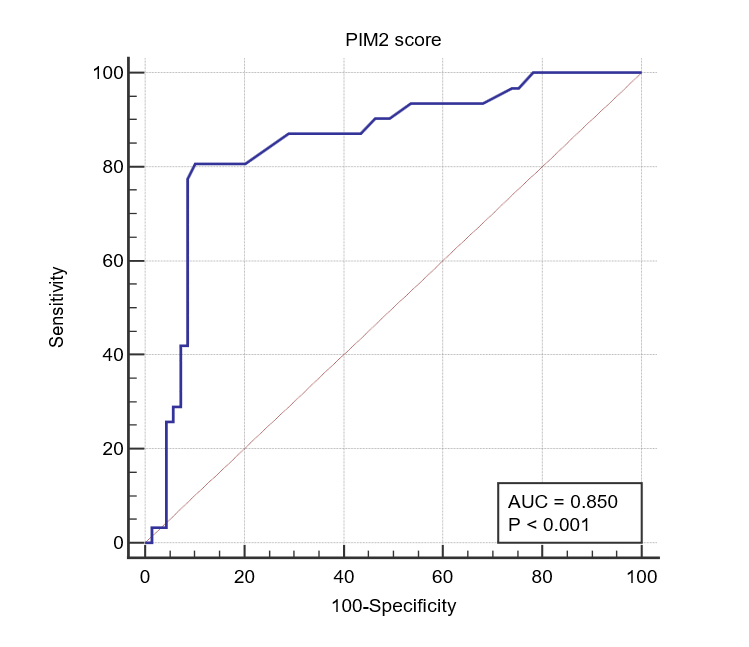 PIM2 score
100
80
60
40
20
0
Sensitivity
0 20 40 60 80 100
100-Specificity
AUC = 0.850
P < 0.001